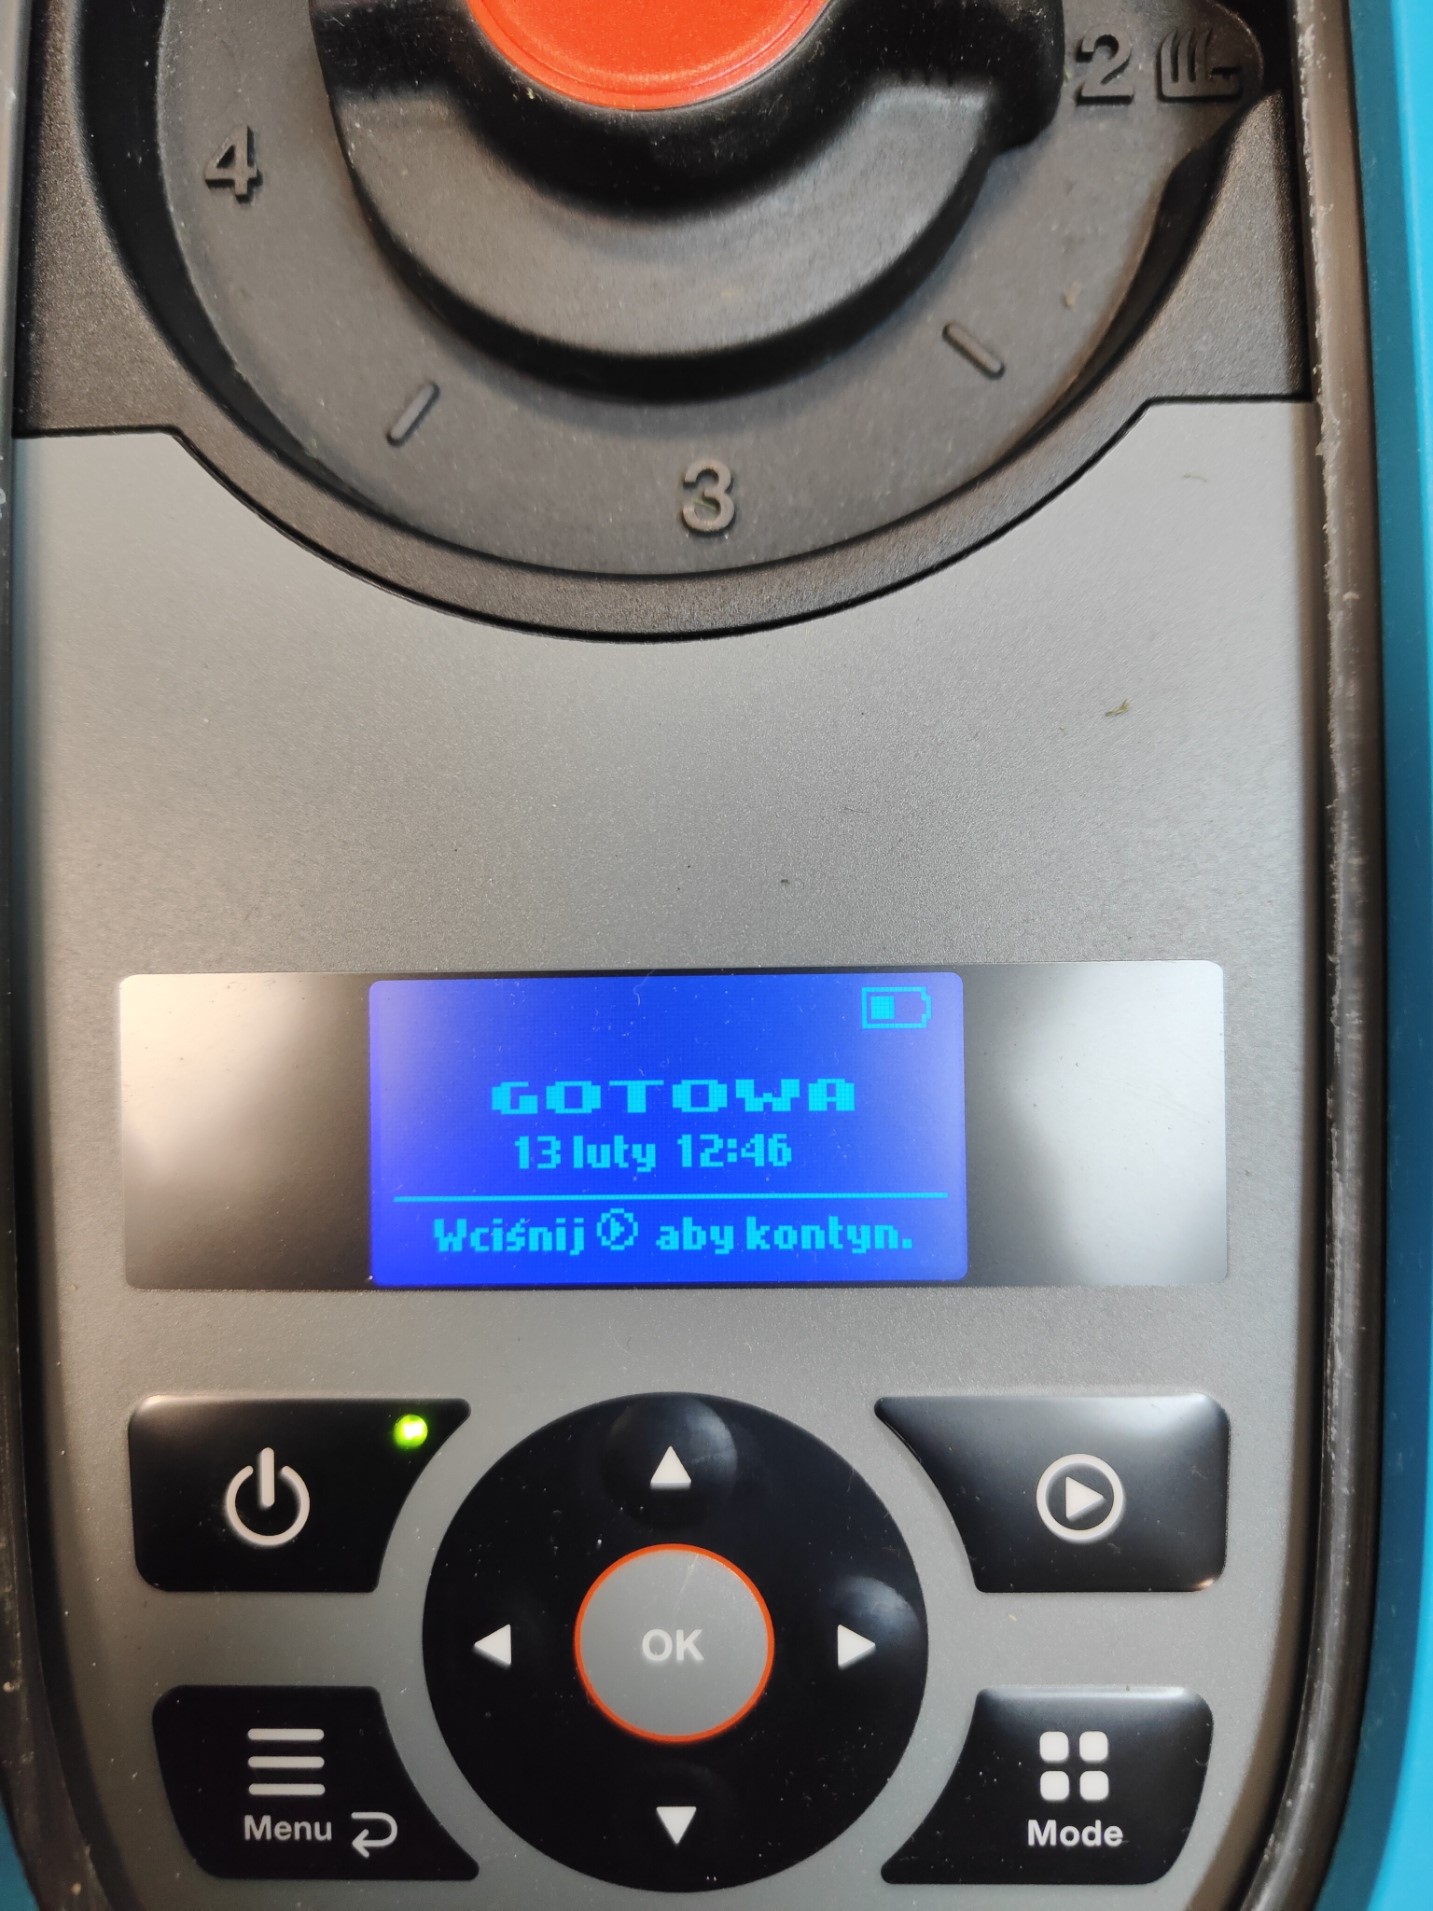 2
4
3
GOTOWA
13 luty 12:46
Wciśnij aby kontyn.
OK
Menu
Mode